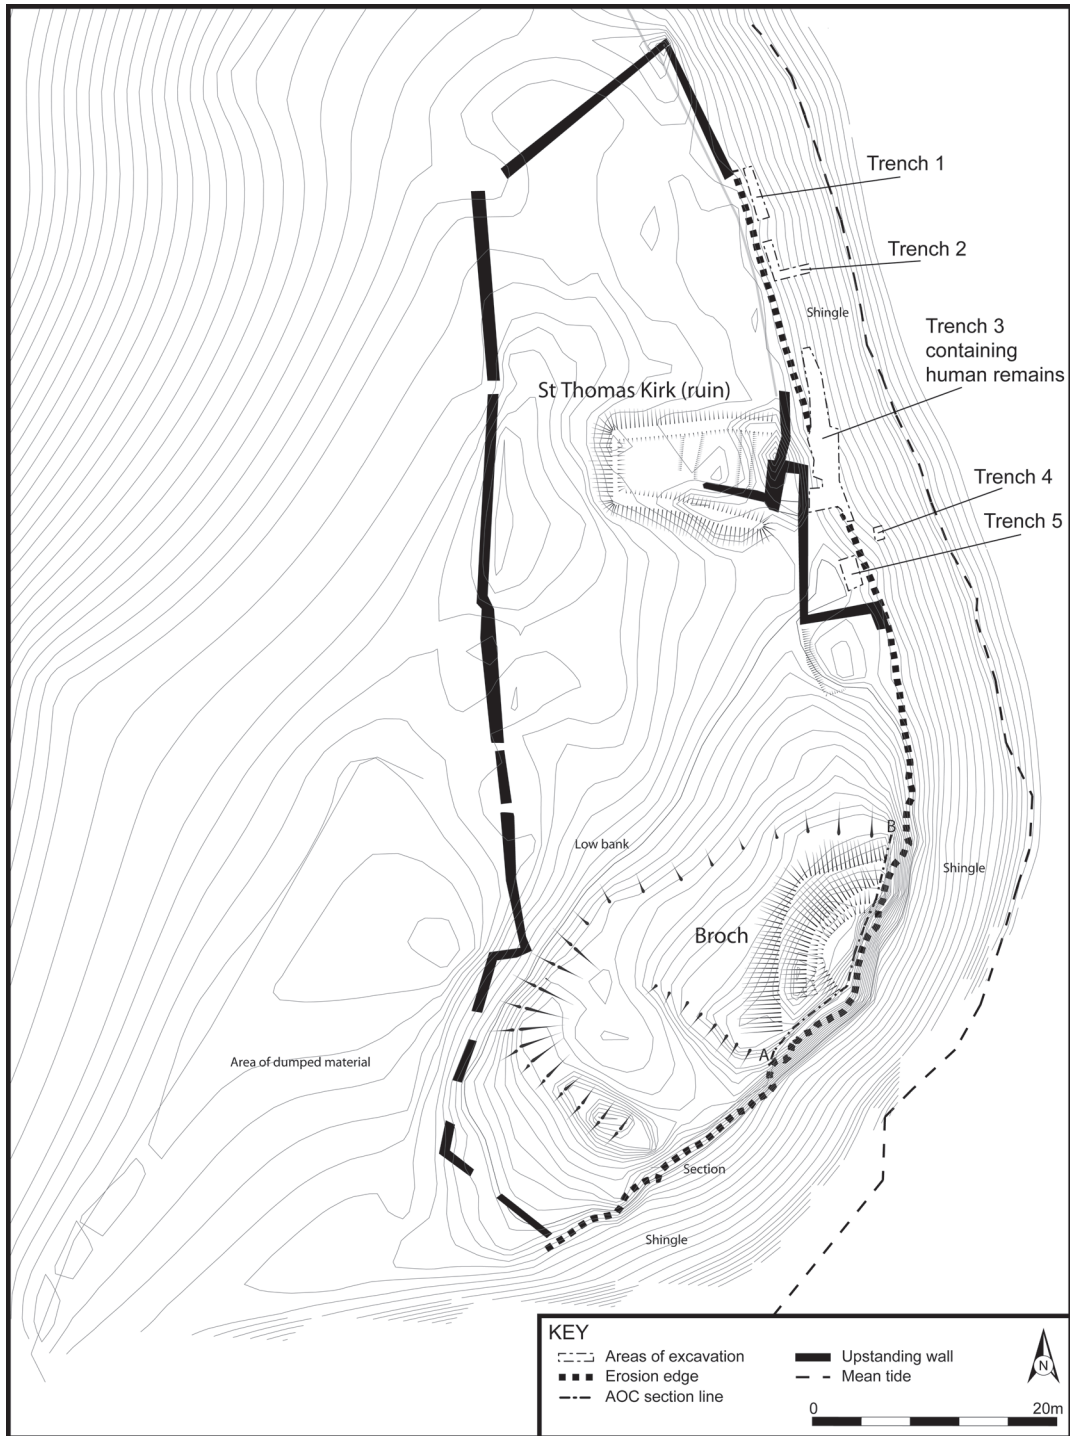 Trench 1
Trench 2
Shingle
Trench 3
containing
human remains
St Thomas Kirk (ruin)
Trench 4
Trench 5
B
Low bank
Shingle
Broch
A
Area of dumped material
Section
Shingle
KEY
Areas of excavation
Erosion edge
AOC section line
Upstanding wall
Mean tide
N
0 20m